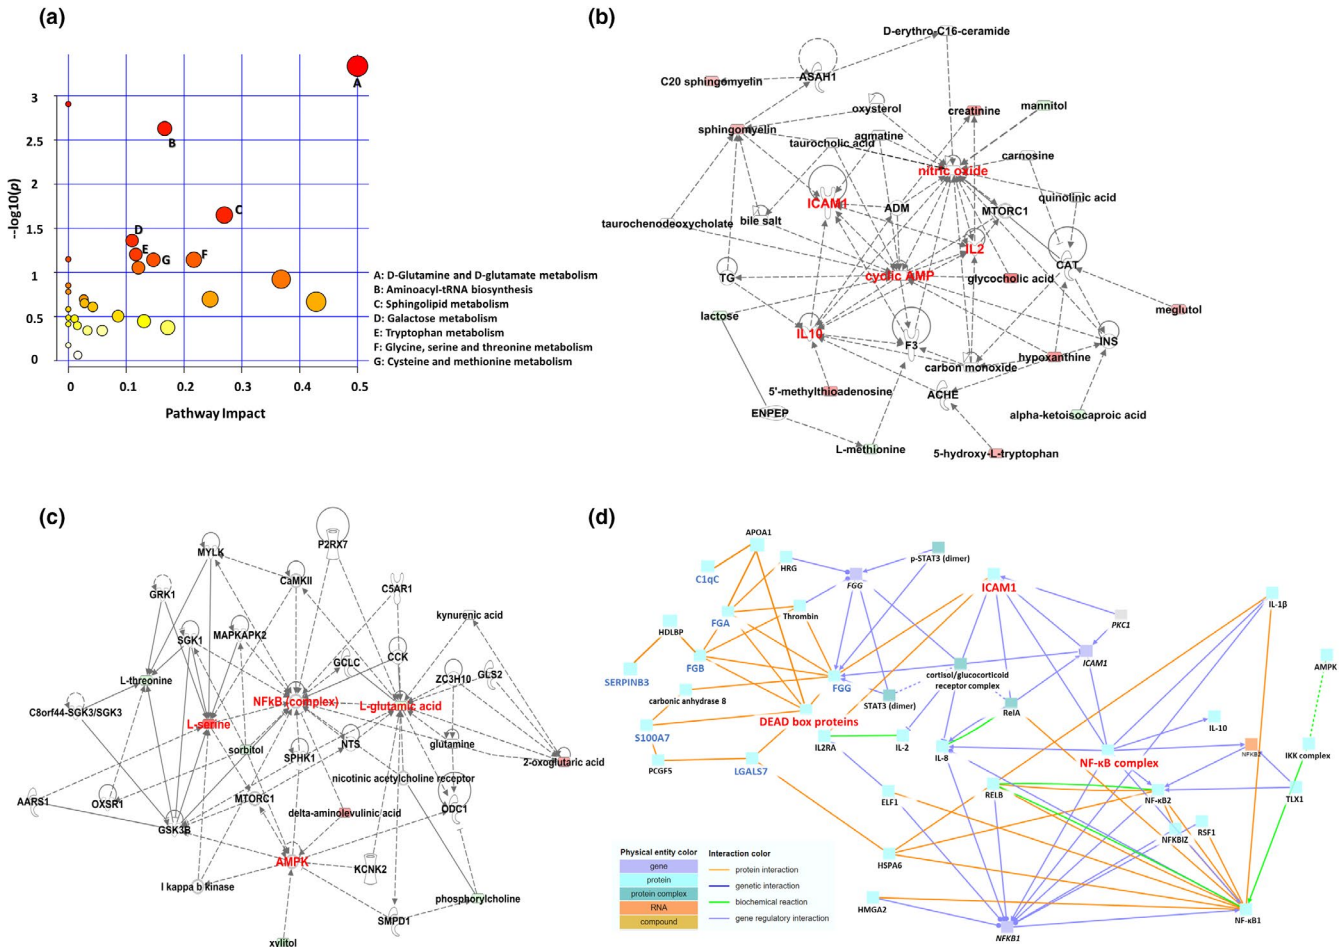 (a)
3
2.5
2
1.5
1
0.5
0
--log10(p)
0
0.1
0.2
0.3
0.4
0.5
Pathway Impact
A
B
C
D
E
F
G
A: D-Glutamine and D-glutamate metabolism
B: Aminoacyl-tRNA biosynthesis
C: Sphingolipid metabolism
D: Galactose metabolism
E: Tryptophan metabolism
F: Glycine, serine and threonine metabolism
G: Cysteine and methionine metabolism
(b)
D-erythro-C16-ceramide
ASAH1
C20 sphingomyelin
oxysterol
creatinine
mannitol
sphingomyelin
agmatine
taurocholic acid
carnosine
nitric oxide
quinolinic acid
ICAM1
ADM
MTORC1
bile salt
taurochenodeoxycholate
IL2
CAT
TG
cyclic AMP
glycocholic acid
lactose
meglutol
IL10
F3
INS
hypoxanthine
carbon monoxide
5'-methylthioadenosine
ACHE
ENPEP
alpha-ketoisocaproic acid
L-methionine
5-hydroxy-L-tryptophan
(c)
P2RX7
MYLK
CaMKII
C5AR1
GRK1
kynurenic acid
SGK1
MAPKAPK2
GCLC
CCK
ZC3H10
GLS2
L-threonine
NFkB (complex)
L-glutamic acid
C8orf44-SGK3/SGK3
L-serine
sorbitol
SPHK1
NTS
glutamine
2-oxoglutaric acid
nicotinic acetylcholine receptor
AARS1
OXSR1
MTORC1
delta-aminolevulinic acid
ODC1
GSK3B
AMPK
KCNK2
I kappa b kinase
phosphorylcholine
SMPD1
xylitol
(d)
APOA1
p-STAT3 (dimer)
C1qC
HRG
FGG
ICAM1
IL-1β
FGA
Thrombin
PKC1
HDLBP
AMPK
FGB
ICAM1
SERPINB3
FGG
cortisol/glucocorticoid
receptor complex
carbonic anhydrase 8
STAT3 (dimer)
RelA
DEAD box proteins
S100A7
IL2RA
IL-2
IL-10
IL-8
NFKB2
IKK complex
NF-κB complex
PCGF5
LGALS7
ELF1
RELB
NF-κB2
TLX1
RSF1
NFKBIZ
HSPA6
HMGA2
NFKB1
NF-κB1
Physical entity color
gene
protein
protein complex
RNA
compound
Interaction color
protein interaction
genetic interaction
biochemical reaction
gene regulatory interaction